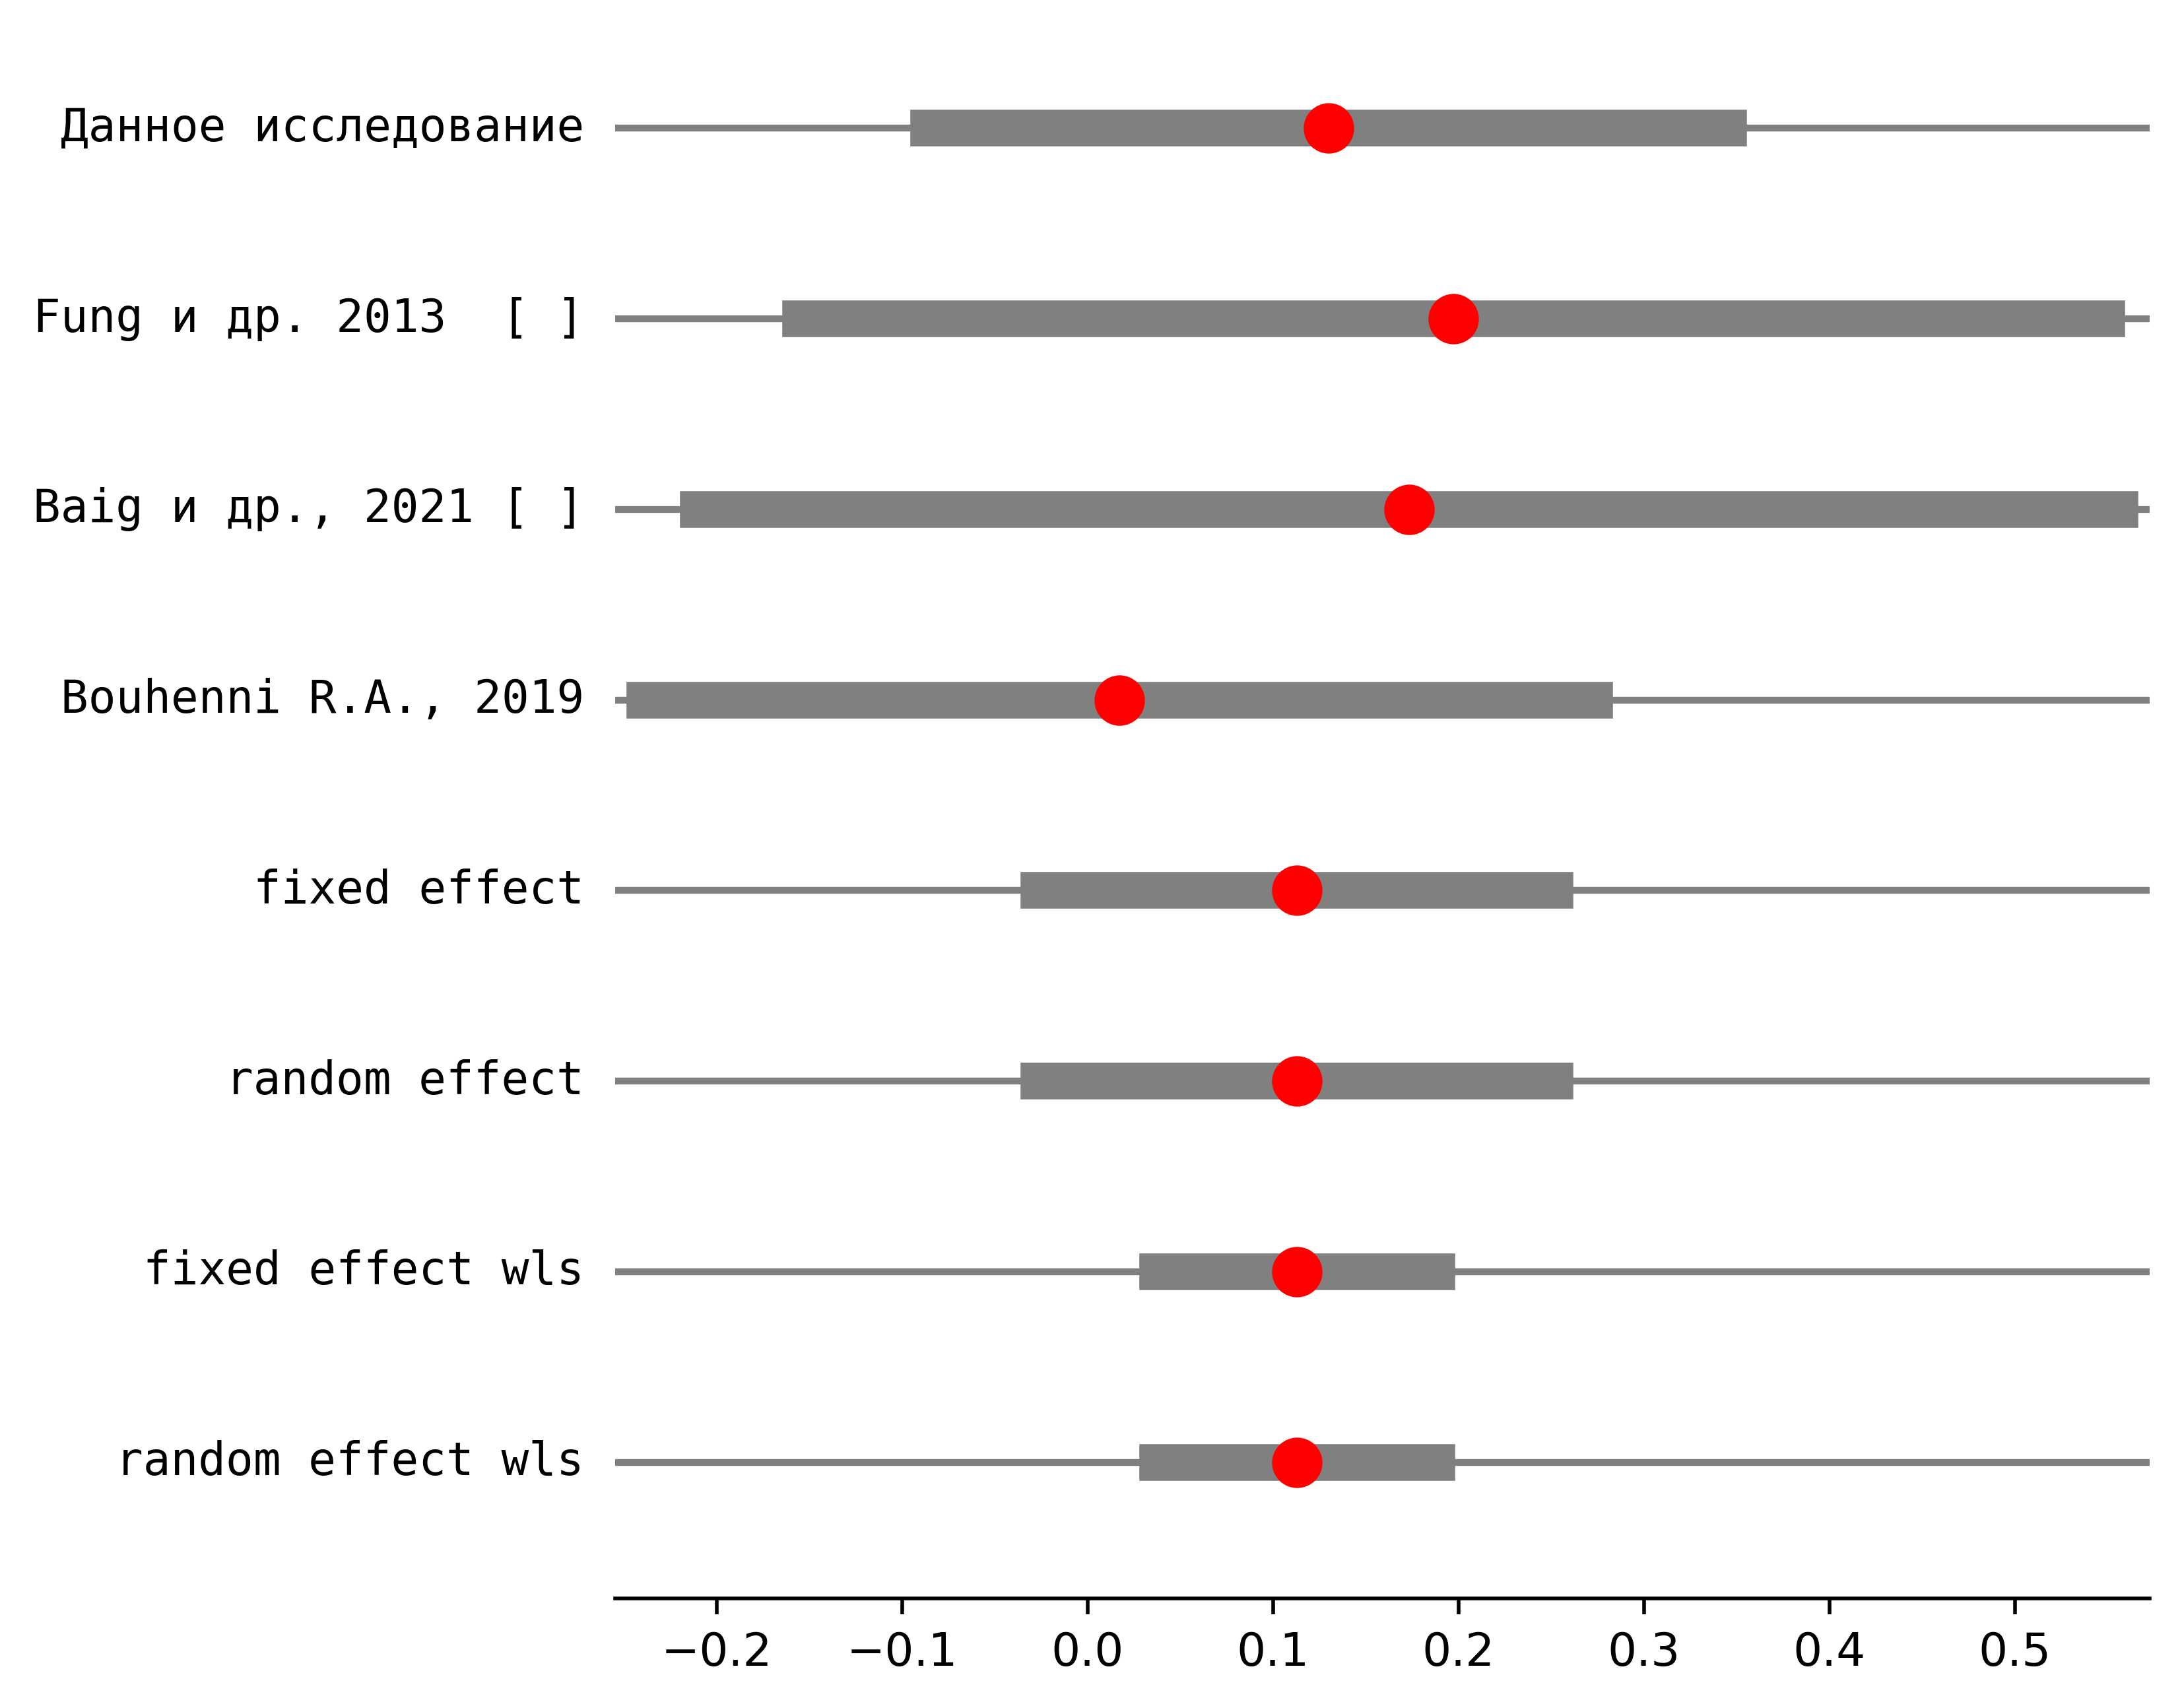 Данное исследование
Fung и др. 2013  [ ]
Baig и др., 2021 [ ]
Bouhenni R.A., 2019
fixed effect
random effect
fixed effect wls
random effect wls
−0.2 −0.1 0.0 0.1 0.2 0.3 0.4 0.5